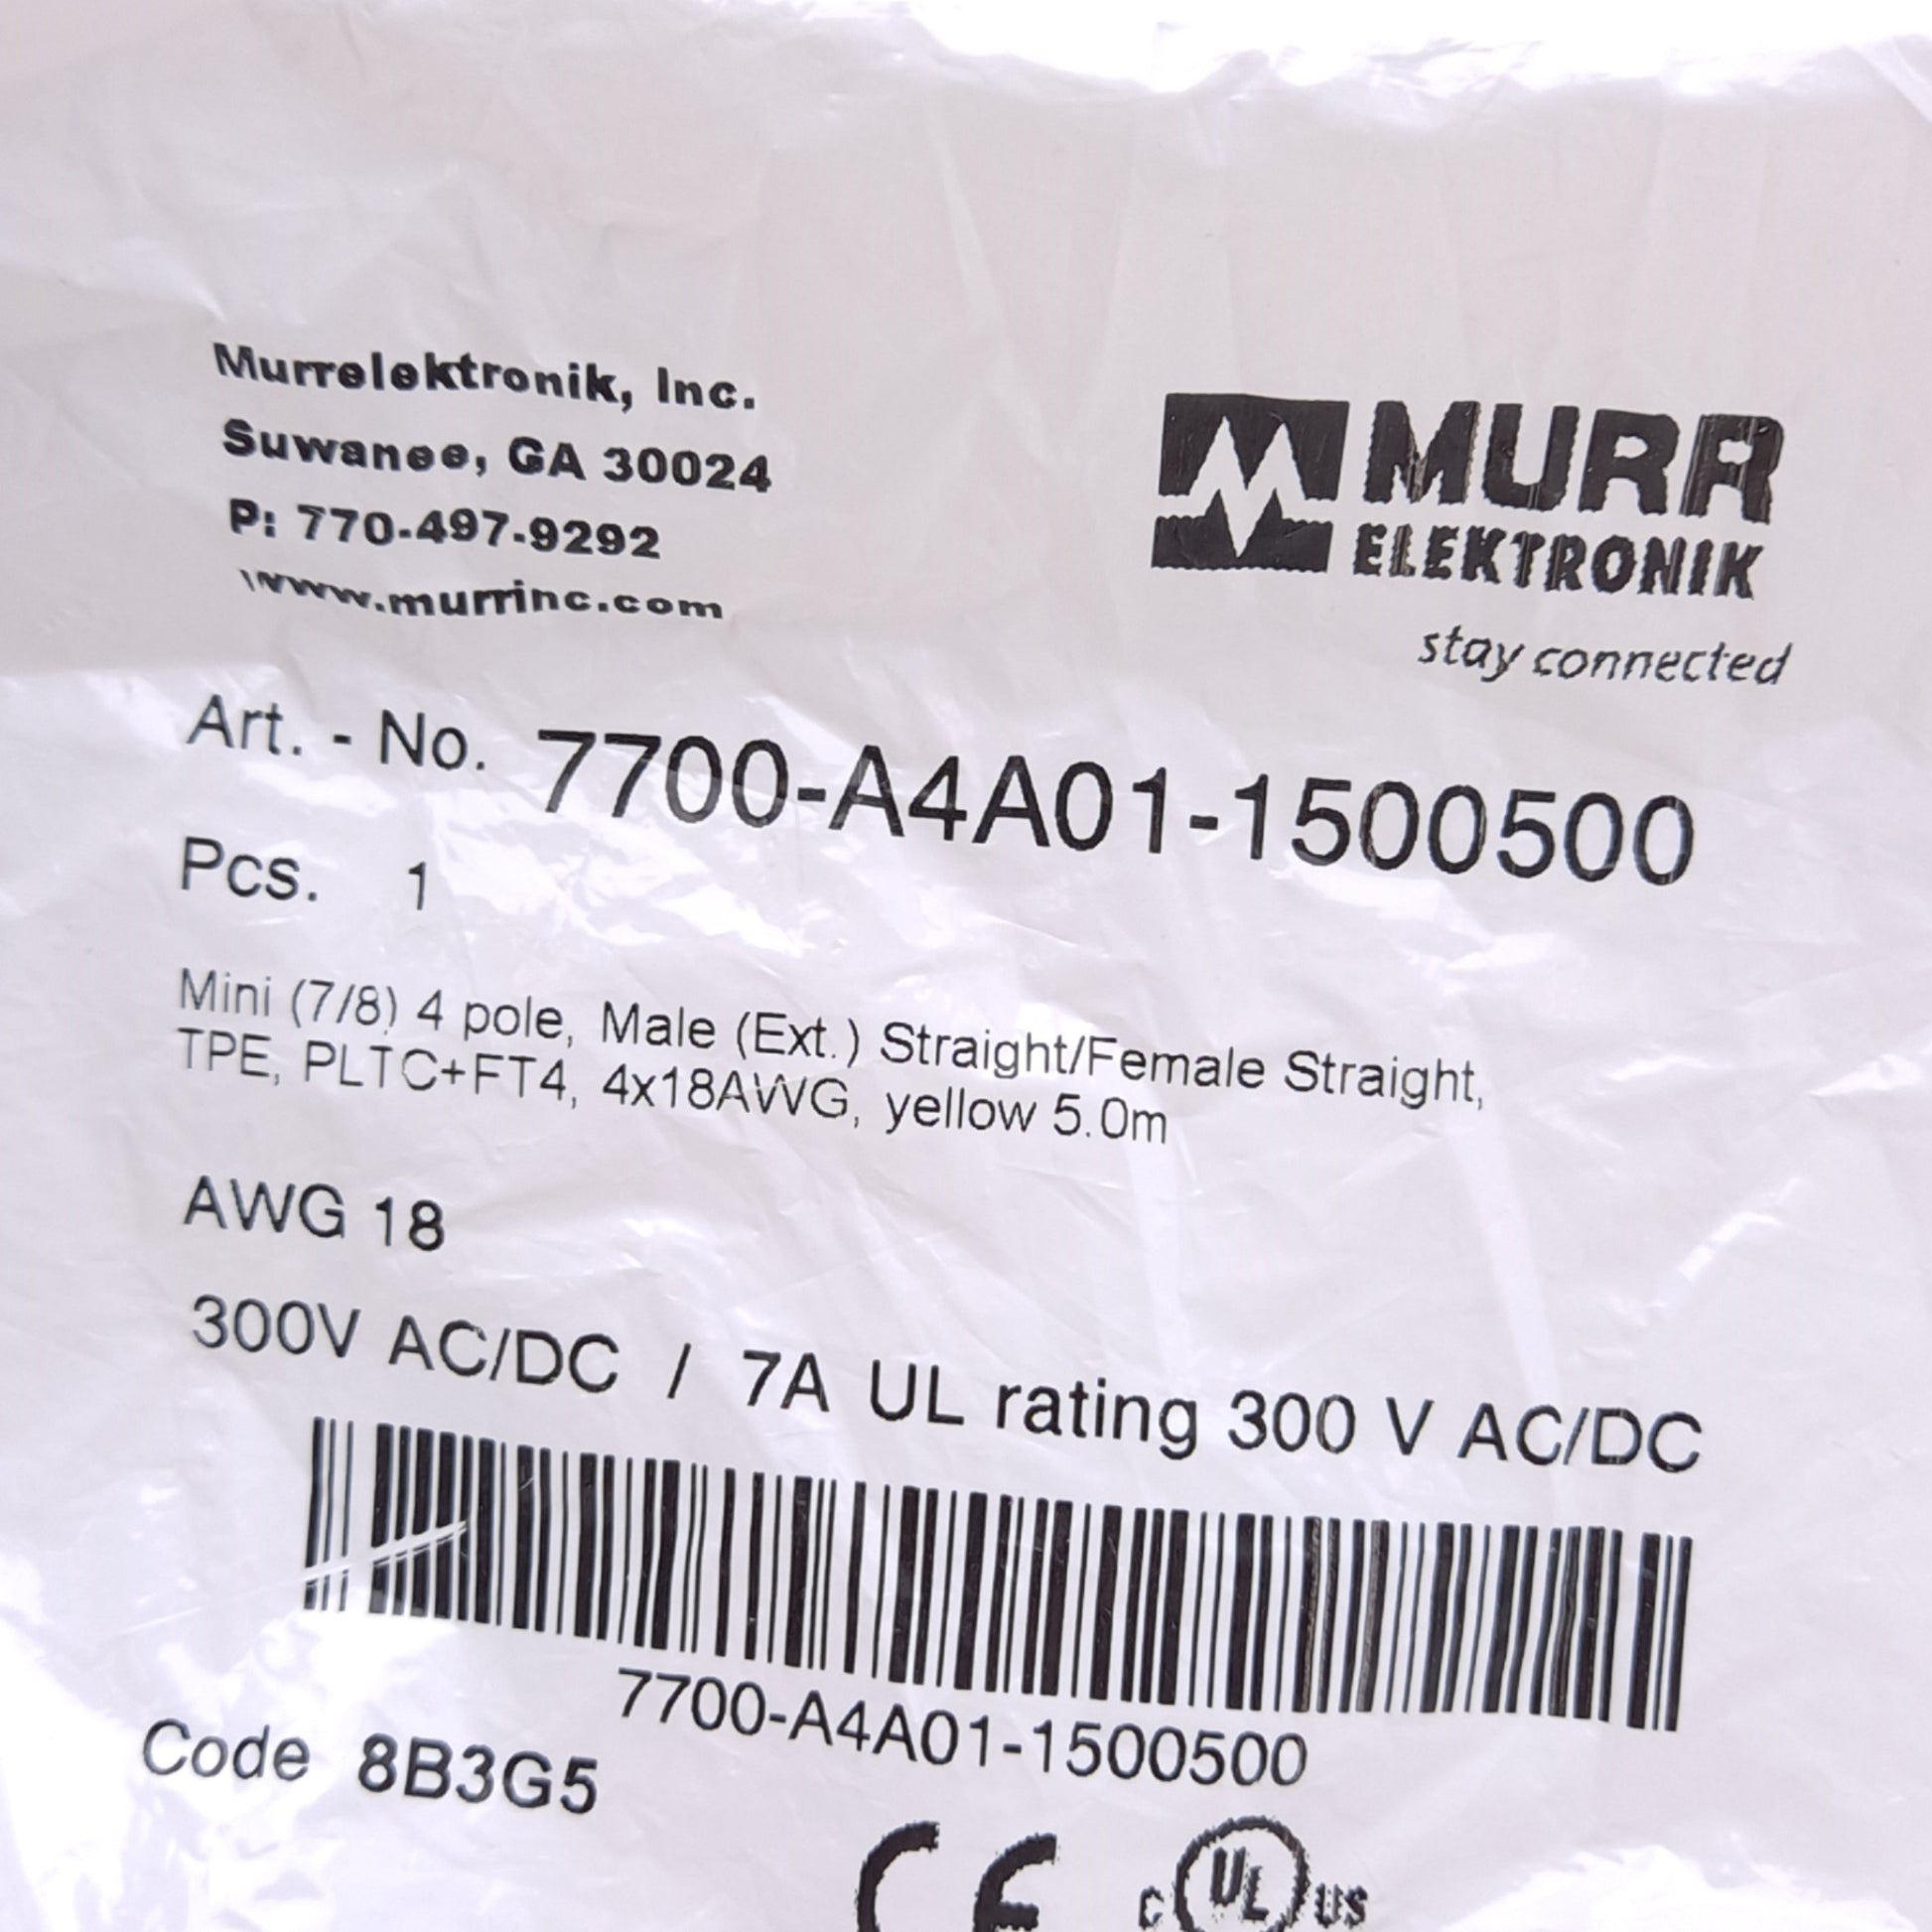 Murrelektronik, Inc.
Suwanee, GA 30024
P: 770-497-9292
www.murrinc.com
MURR
ELEKTRONIK
stay connected
Art. - No. 7700-A4A01-1500500
Pcs. 1
Mini (7/8) 4 pole, Male (Ext.) Straight/Female Straight,
TPE, PLTC+FT4, 4x18AWG, yellow 5.0m
AWG 18
300V AC/DC / 7A UL rating 300 V AC/DC
7700-A4A01-1500500
Code 8B3G5
CE c UL us